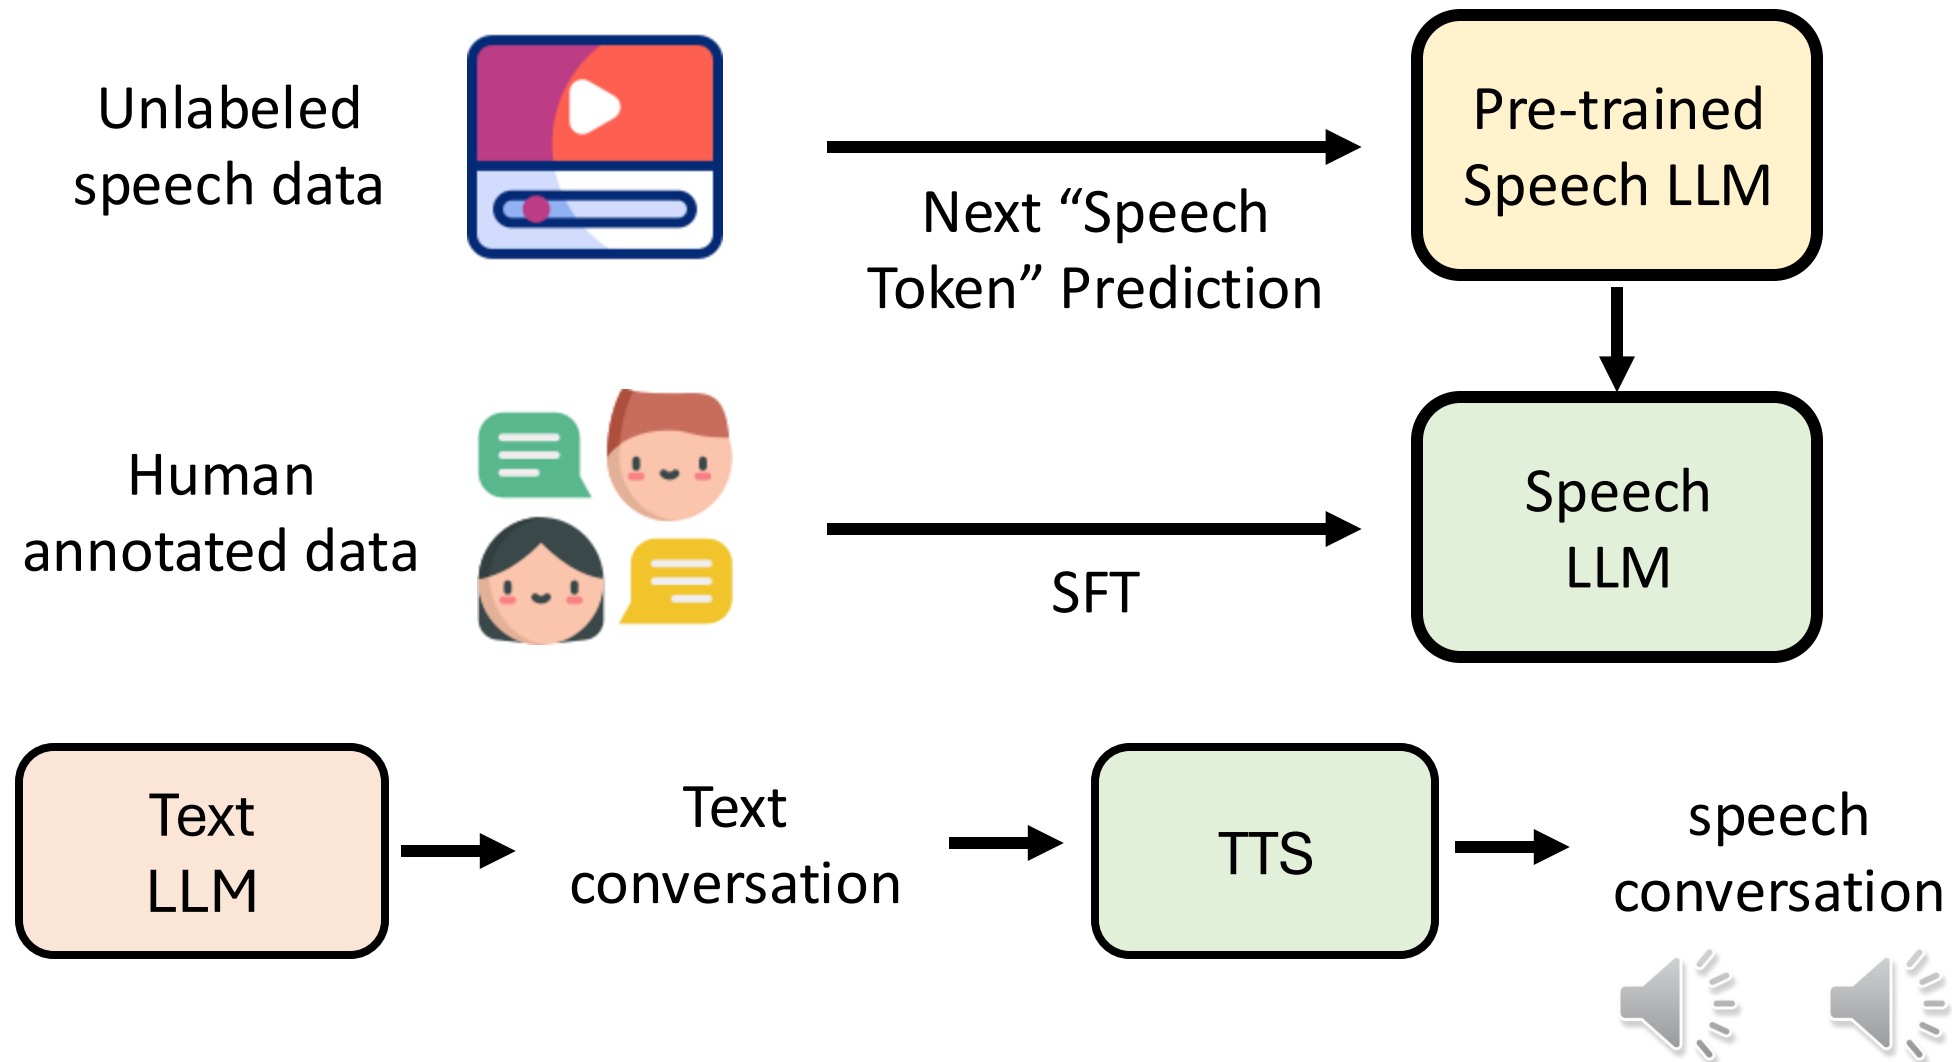 Unlabeled
speech data
Next “Speech
Token” Prediction
Pre-trained
Speech LLM
Human
annotated data
SFT
Speech
LLM
Text
LLM
Text
conversation
TTS
speech
conversation